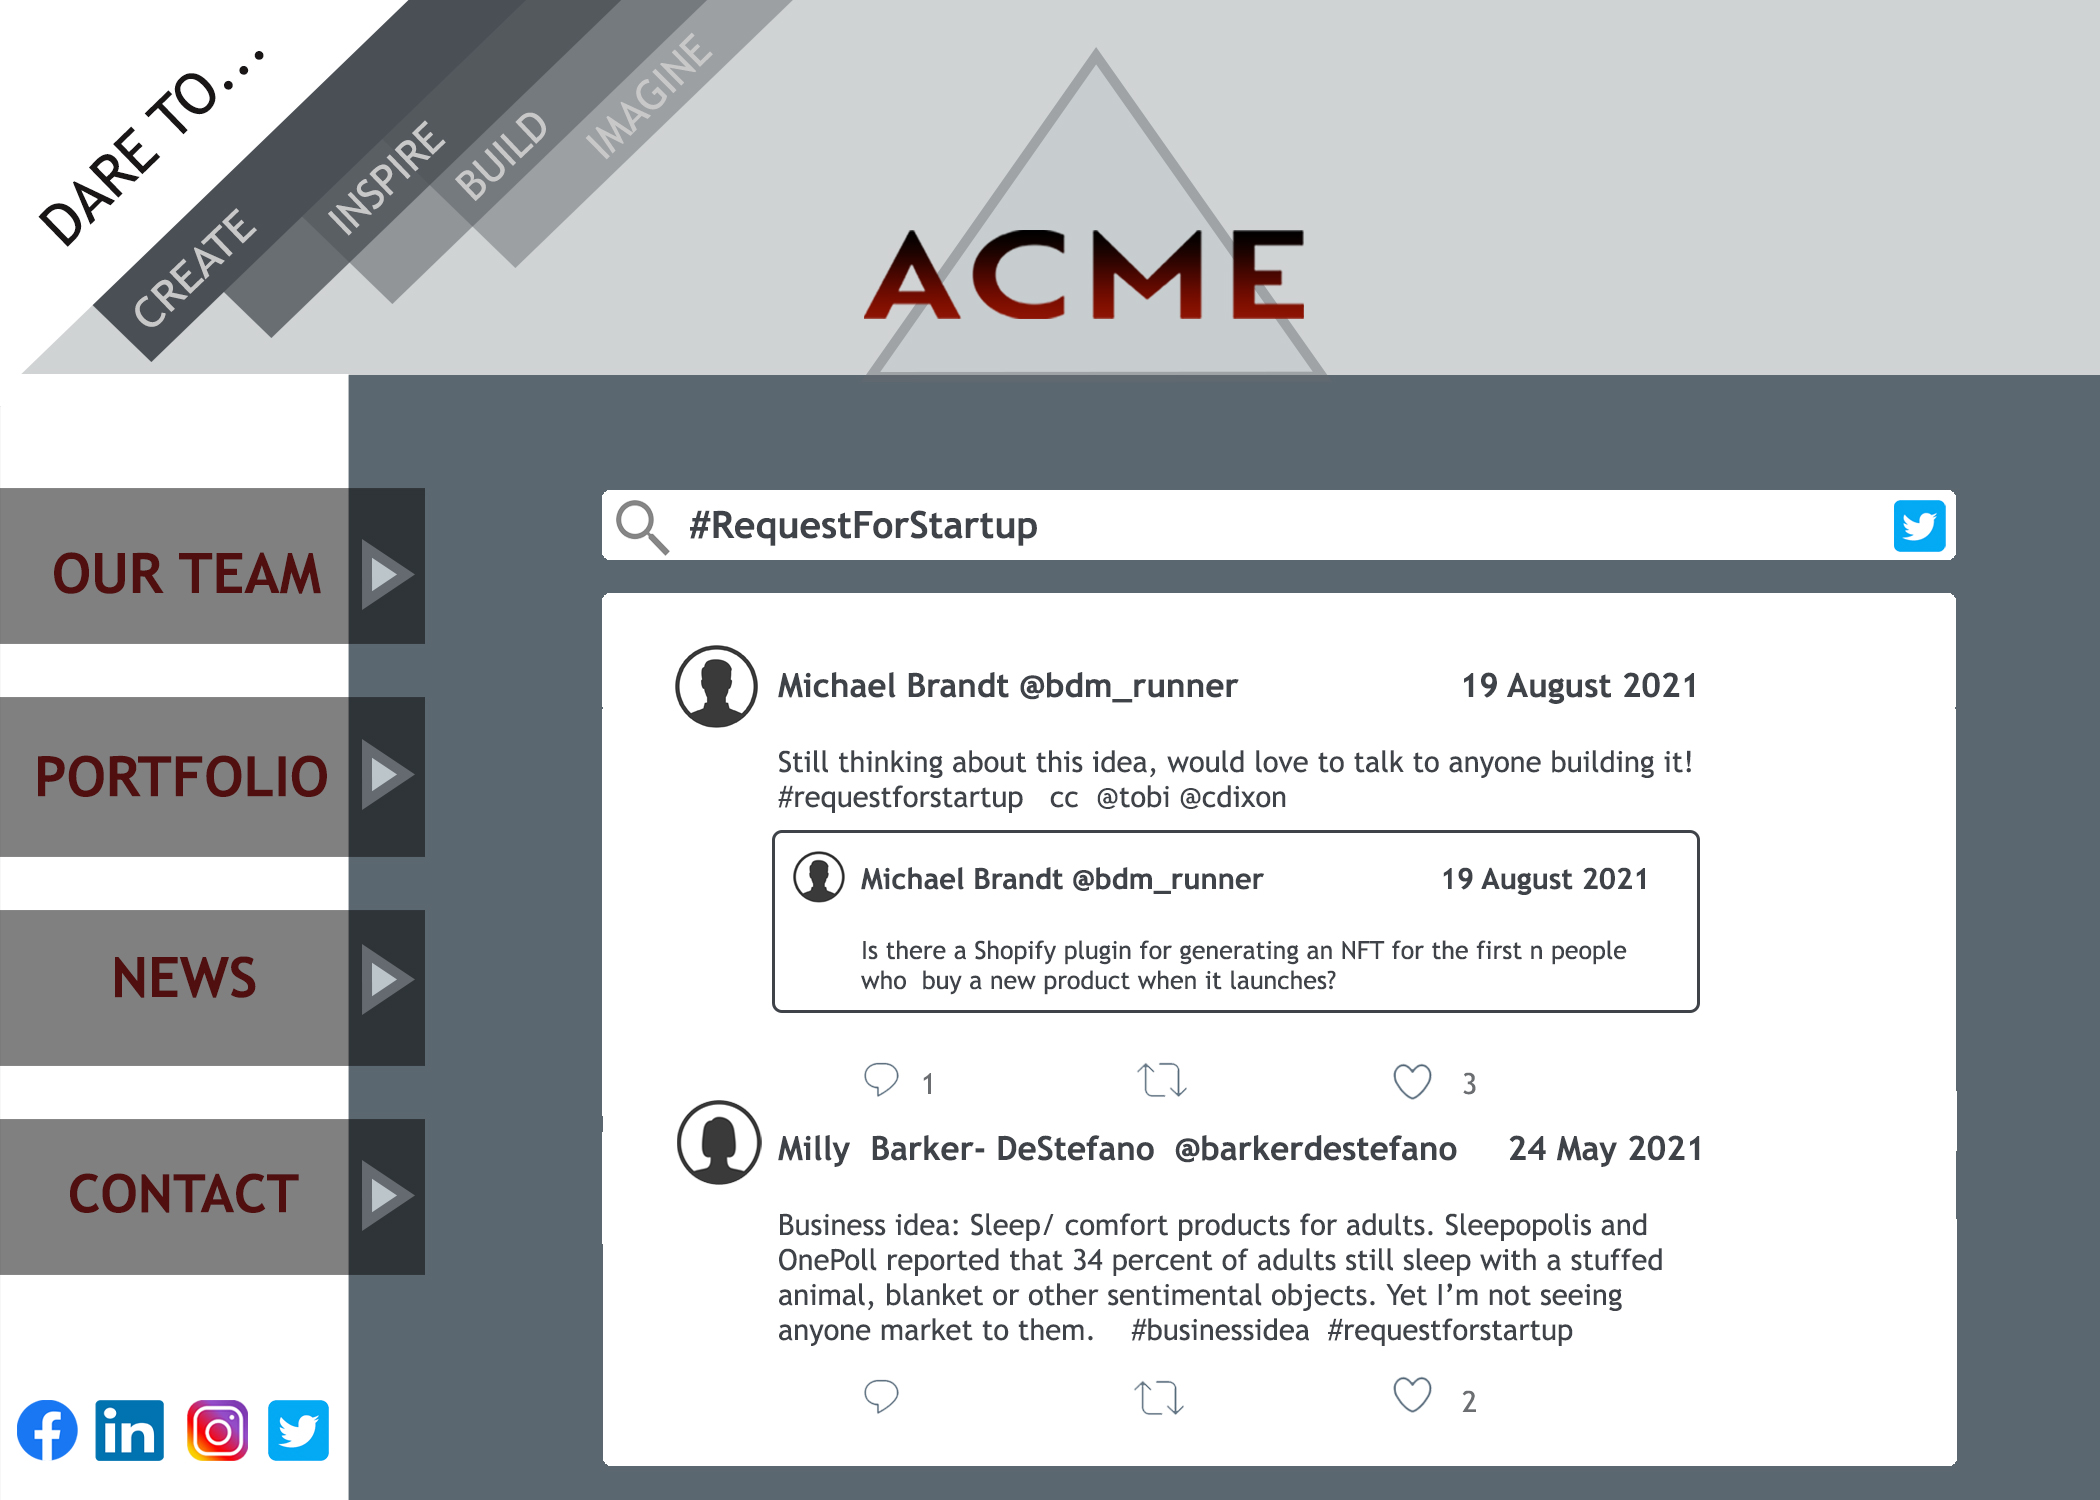 DARE TO...
CREATE
INSPIRE
BUILD
IMAGINE
ACME
OUR TEAM
PORTFOLIO
NEWS
CONTACT
#RequestForStartup
Michael Brandt @bdm_runner 19 August 2021
Still thinking about this idea, would love to talk to anyone building it!
#requestforstartup cc @tobi @cdixon
Michael Brandt @bdm_runner 19 August 2021
Is there a Shopify plugin for generating an NFT for the first n people
who buy a new product when it launches?
1 3
Milly Barker- DeStefano @barkerdestefano 24 May 2021
Business idea: Sleep/ comfort products for adults. Sleepopolis and
OnePoll reported that 34 percent of adults still sleep with a stuffed
animal, blanket or other sentimental objects. Yet I’m not seeing
anyone market to them. #businessidea #requestforstartup
2